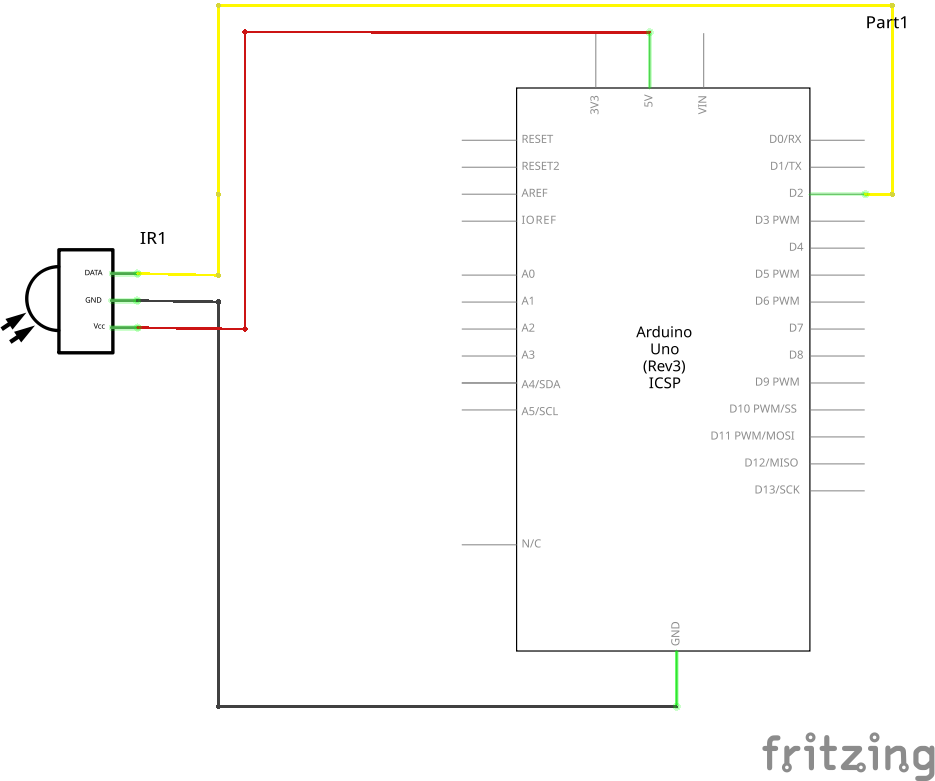 Part1
3V3
5V
VIN
RESET
RESET2
AREF
IOREF
A0
A1
A2
A3
A4/SDA
A5/SCL
N/C
D0/RX
D1/TX
D2
D3 PWM
D4
D5 PWM
D6 PWM
D7
D8
D9 PWM
D10 PWM/SS
D11 PWM/MOSI
D12/MISO
D13/SCK
Arduino
Uno
(Rev3)
ICSP
GND
IR1
DATA
GND
Vcc
fritzing